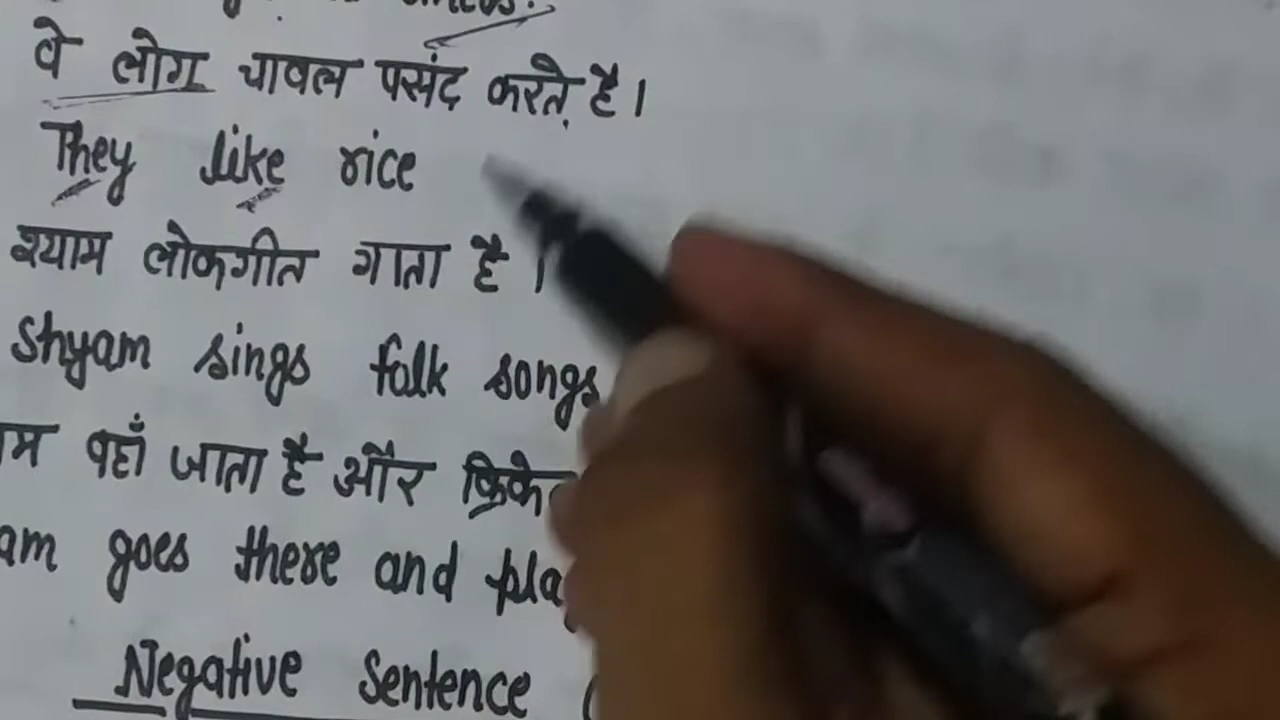 वे लोग चावल पसंद करते है।
They like rice
श्याम लोकगीत गाता है।
Shyam sings folk songs
वहाँ जाता है और
goes there and
Negative Sentence